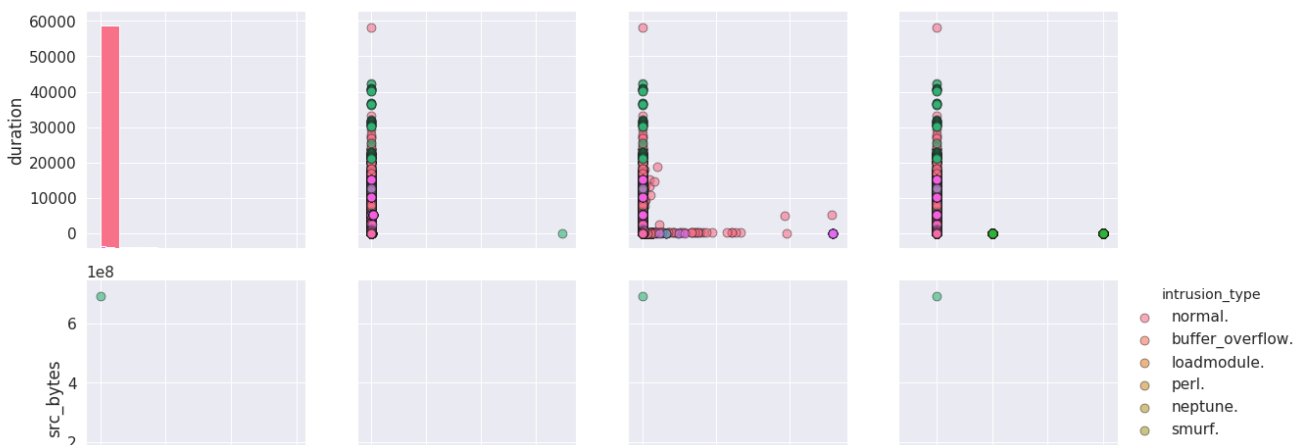 60000
50000
40000
30000
20000
10000
0
duration
1e8
6
4
2
src_bytes
intrusion_type
normal.
buffer_overflow.
loadmodule.
perl.
neptune.
smurf.